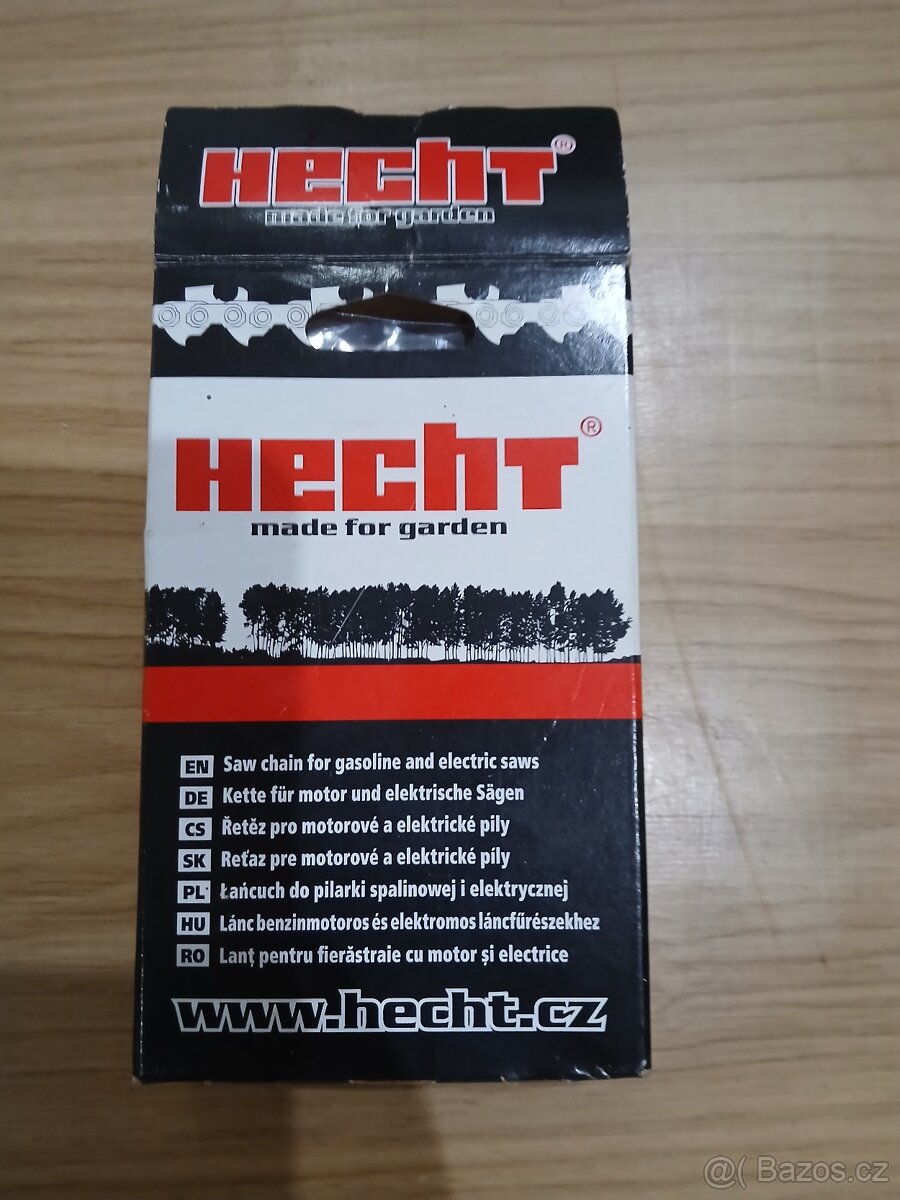 HECHT®
made for garden
HECHT®
made for garden
EN Saw chain for gasoline and electric saws
DE Kette für motor und elektrische Sägen
CS Řetěz pro motorové a elektrické pily
SK Reťaz pre motorové a elektrické píly
PL Łańcuch do pilarki spalinowej i elektrycznej
HU Lánc benzinmotoros és elektromos láncfűrészekhez
RO Lanț pentru fierăstraie cu motor și electrice
www.hecht.cz
@( Bazos.cz